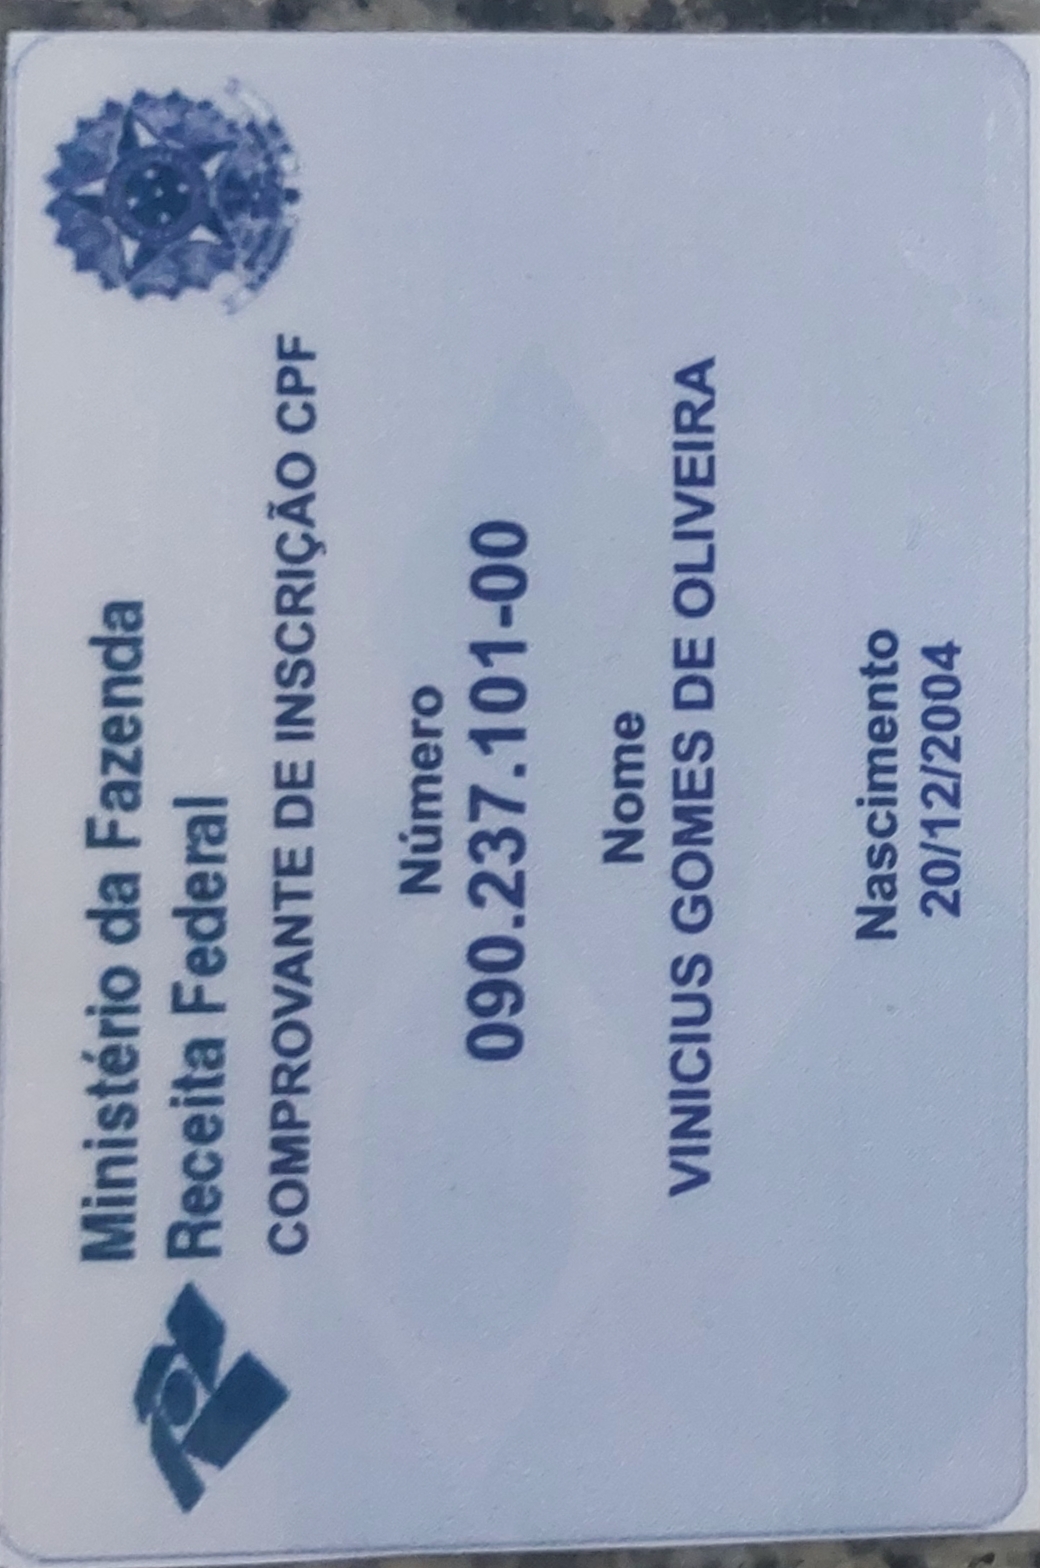 Ministério da Fazenda
Receita Federal
COMPROVANTE DE INSCRIÇÃO CPF
Número
090.237.101-00
Nome
VINICIUS GOMES DE OLIVEIRA
Nascimento
20/12/2004